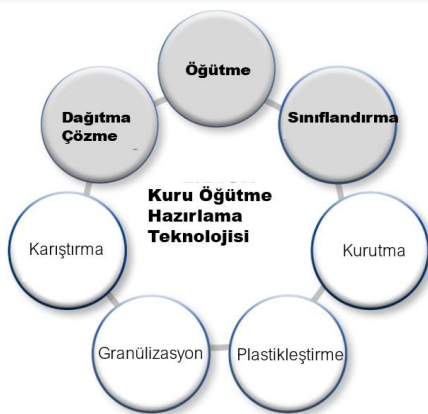 Öğütme
Dağıtma
Çözme
Sınıflandırma
Kuru Öğütme
Hazırlama
Teknolojisi
Karıştırma
Kurutma
Granülizasyon
Plastikleştirme